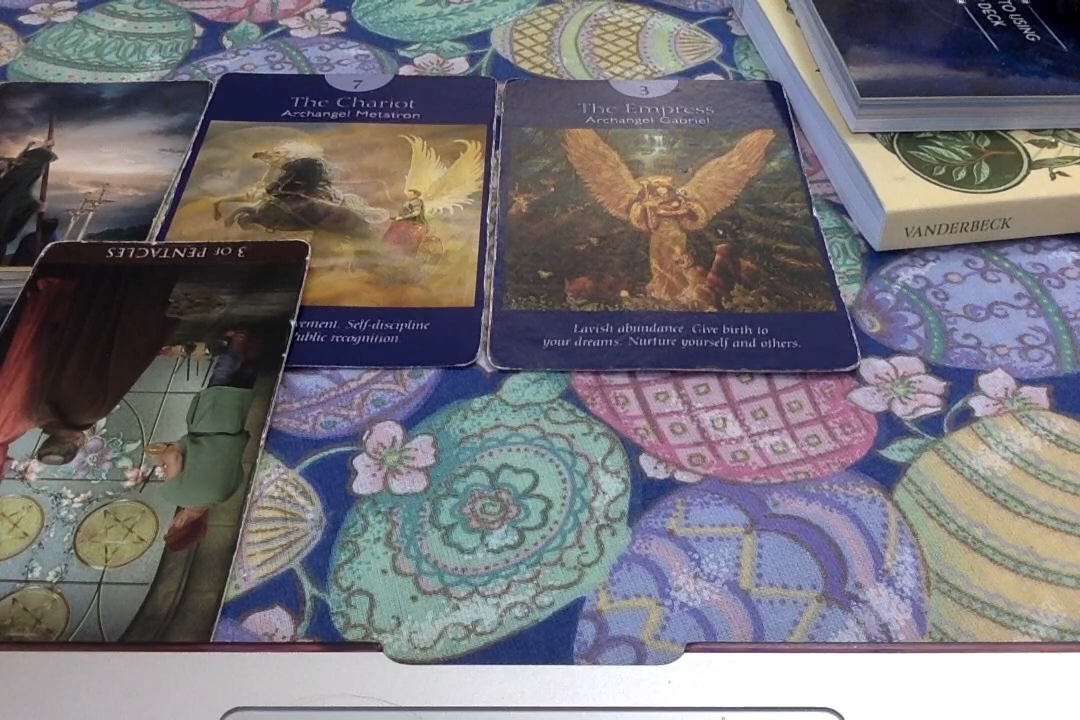 TO USING
DECK
7
The Chariot
Archangel Metatron
3
The Empress
Archangel Gabriel
VANDERBECK
3 OF PENTACLES
vement. Self-discipline
Public recognition.
Lavish abundance. Give birth to
your dreams. Nurture yourself and others.